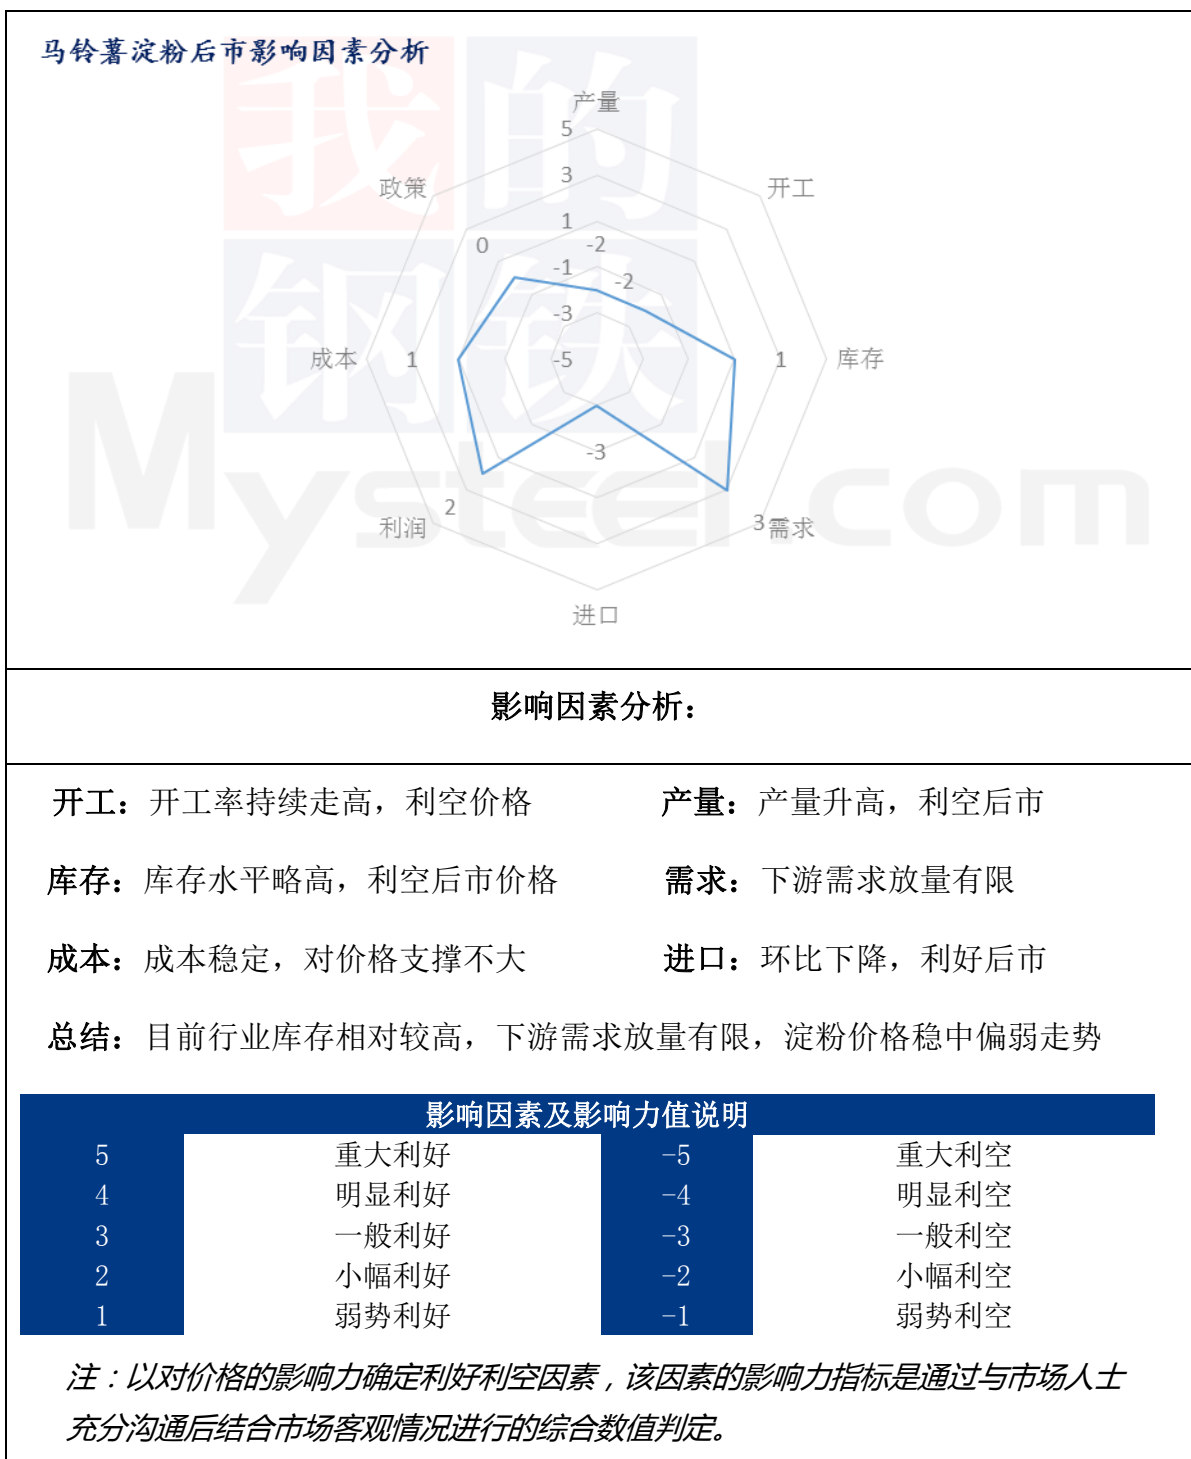 马铃薯淀粉后市影响因素分析
我的
钢铁
Mysteel.com
产量
5
政策
3
开工
1
0
-2
-1
-2
-3
成本
1
-5
1
库存
-3
利润
2
3
需求
进口
影响因素分析：
开工：开工率持续走高，利空价格
产量：产量升高，利空后市
库存：库存水平略高，利空后市价格
需求：下游需求放量有限
成本：成本稳定，对价格支撑不大
进口：环比下降，利好后市
总结：目前行业库存相对较高，下游需求放量有限，淀粉价格稳中偏弱走势
影响因素及影响力值说明
5 重大利好 -5 重大利空
4 明显利好 -4 明显利空
3 一般利好 -3 一般利空
2 小幅利好 -2 小幅利空
1 弱势利好 -1 弱势利空
注：以对价格的影响力确定利好利空因素，该因素的影响力指标是通过与市场人士
充分沟通后结合市场客观情况进行的综合数值判定。